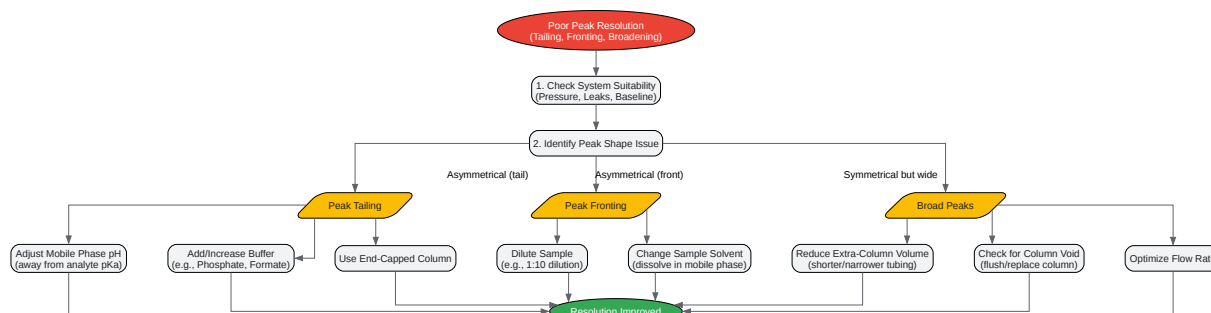 Poor Peak Resolution
(Tailing, Fronting, Broadening)
1. Check System Suitability
(Pressure, Leaks, Baseline)
2. Identify Peak Shape Issue
Asymmetrical (tail)
Asymmetrical (front)
Symmetrical but wide
Peak Tailing
Peak Fronting
Broad Peaks
Adjust Mobile Phase pH
(away from analyte pKa)
Add/Increase Buffer
(e.g., Phosphate, Formate)
Use End-Capped Column
Dilute Sample
(e.g., 1:10 dilution)
Change Sample Solvent
(dissolve in mobile phase)
Reduce Extra-Column Volume
(shorter/narrower tubing)
Check for Column Void
(flush/replace column)
Optimize Flow Rat
Resolution Improved